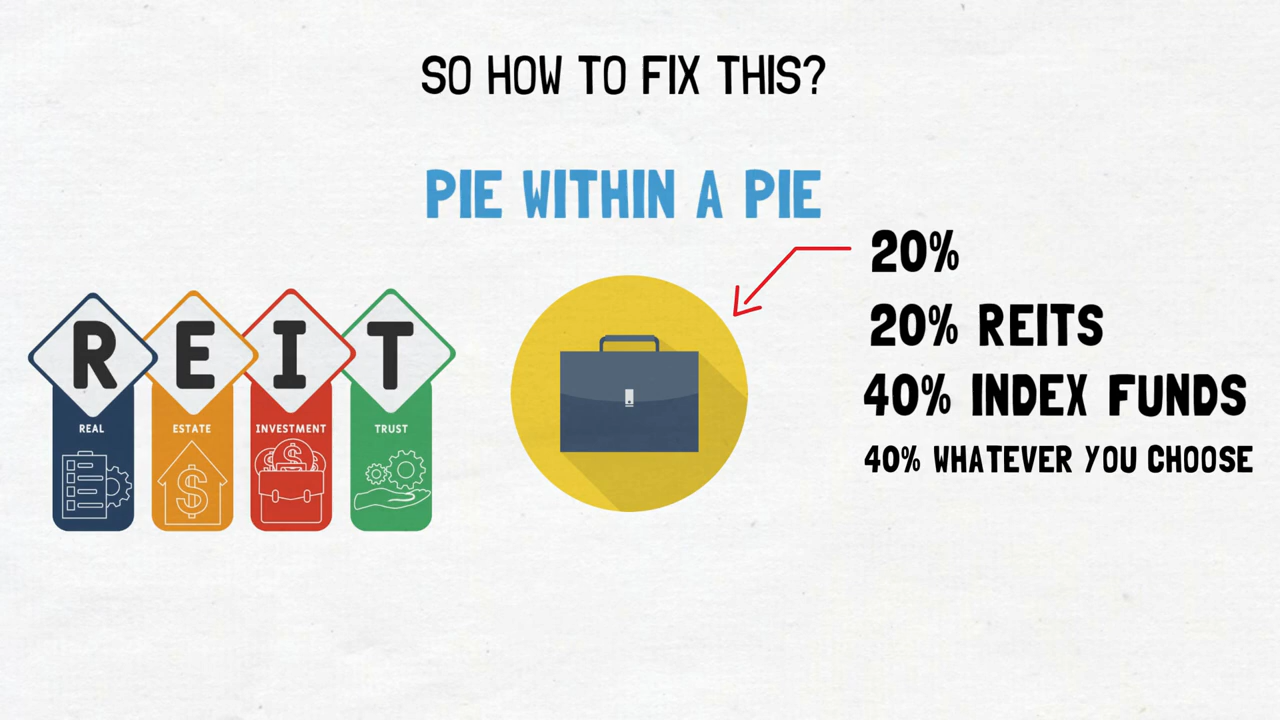 SO HOW TO FIX THIS?
PIE WITHIN A PIE
20%
20% REITS
40% INDEX FUNDS
40% WHATEVER YOU CHOOSE
R E I T
REAL ESTATE INVESTMENT TRUST